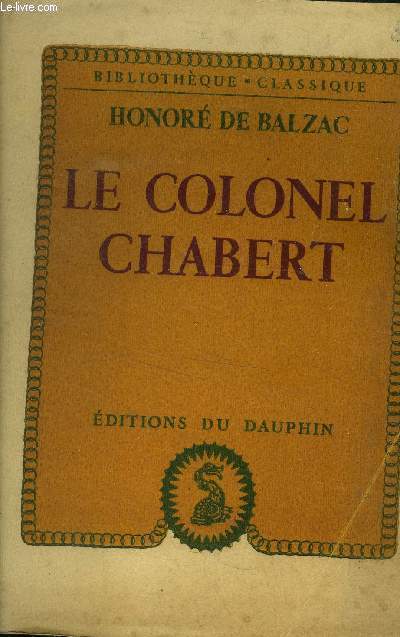 Le-Livre.com
BIBLIOTHÈQUE • CLASSIQUE
HONORÉ DE BALZAC
LE COLONEL
CHABERT
ÉDITIONS DU DAUPHIN